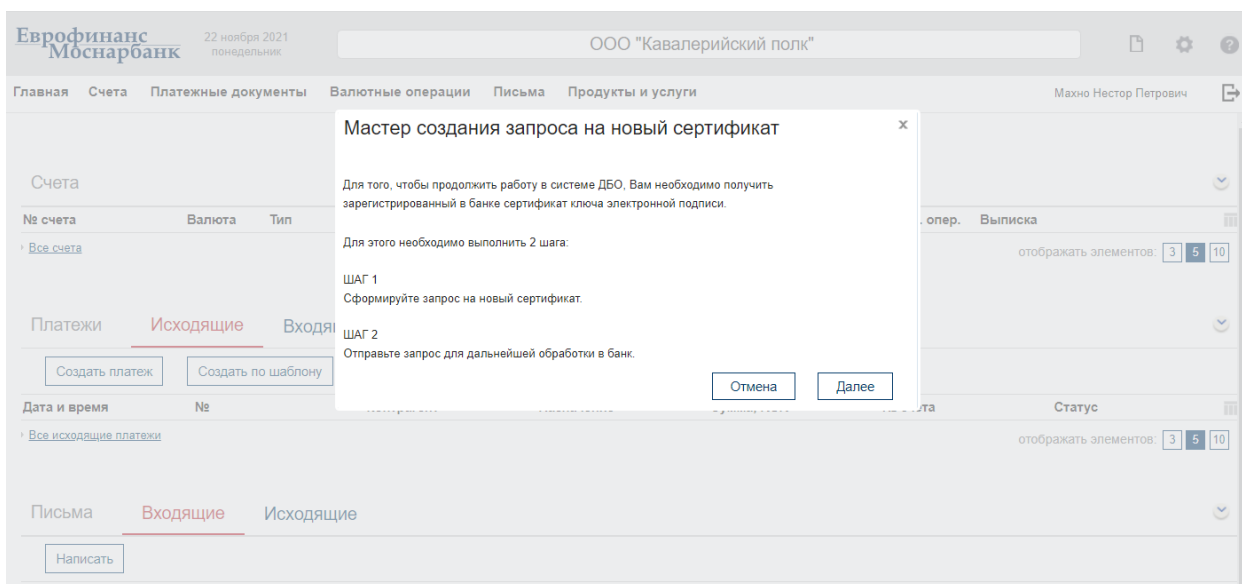 Еврофинанс
Моснарбанк
22 ноября 2021
понедельник
ООО "Кавалерийский полк"
Главная Счета Платежные документы Валютные операции Письма Продукты и услуги Махно Нестор Петрович
Мастер создания запроса на новый сертификат x
Для того, чтобы продолжить работу в системе ДБО, Вам необходимо получить
зарегистрированный в банке сертификат ключа электронной подписи.
Для этого необходимо выполнить 2 шага:
ШАГ 1
Сформируйте запрос на новый сертификат.
ШАГ 2
Отправьте запрос для дальнейшей обработки в банк.
Отмена Далее
Счета
№ счета Валюта Тип . опер. Выписка
Все счета отображать элементов: 3 5 10
Платежи Исходящие Входя
Создать платеж Создать по шаблону
Дата и время № Статус
Все исходящие платежи отображать элементов: 3 5 10
Письма Входящие Исходящие
Написать